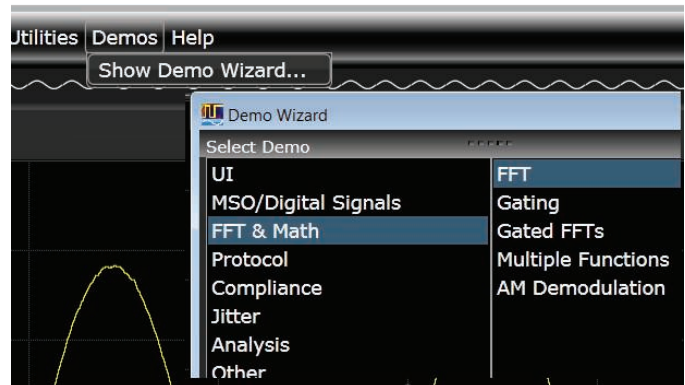 Utilities Demos Help
Show Demo Wizard...
Demo Wizard
Select Demo
UI
MSO/Digital Signals
FFT & Math
Protocol
Compliance
Jitter
Analysis
Other
FFT
Gating
Gated FFTs
Multiple Functions
AM Demodulation